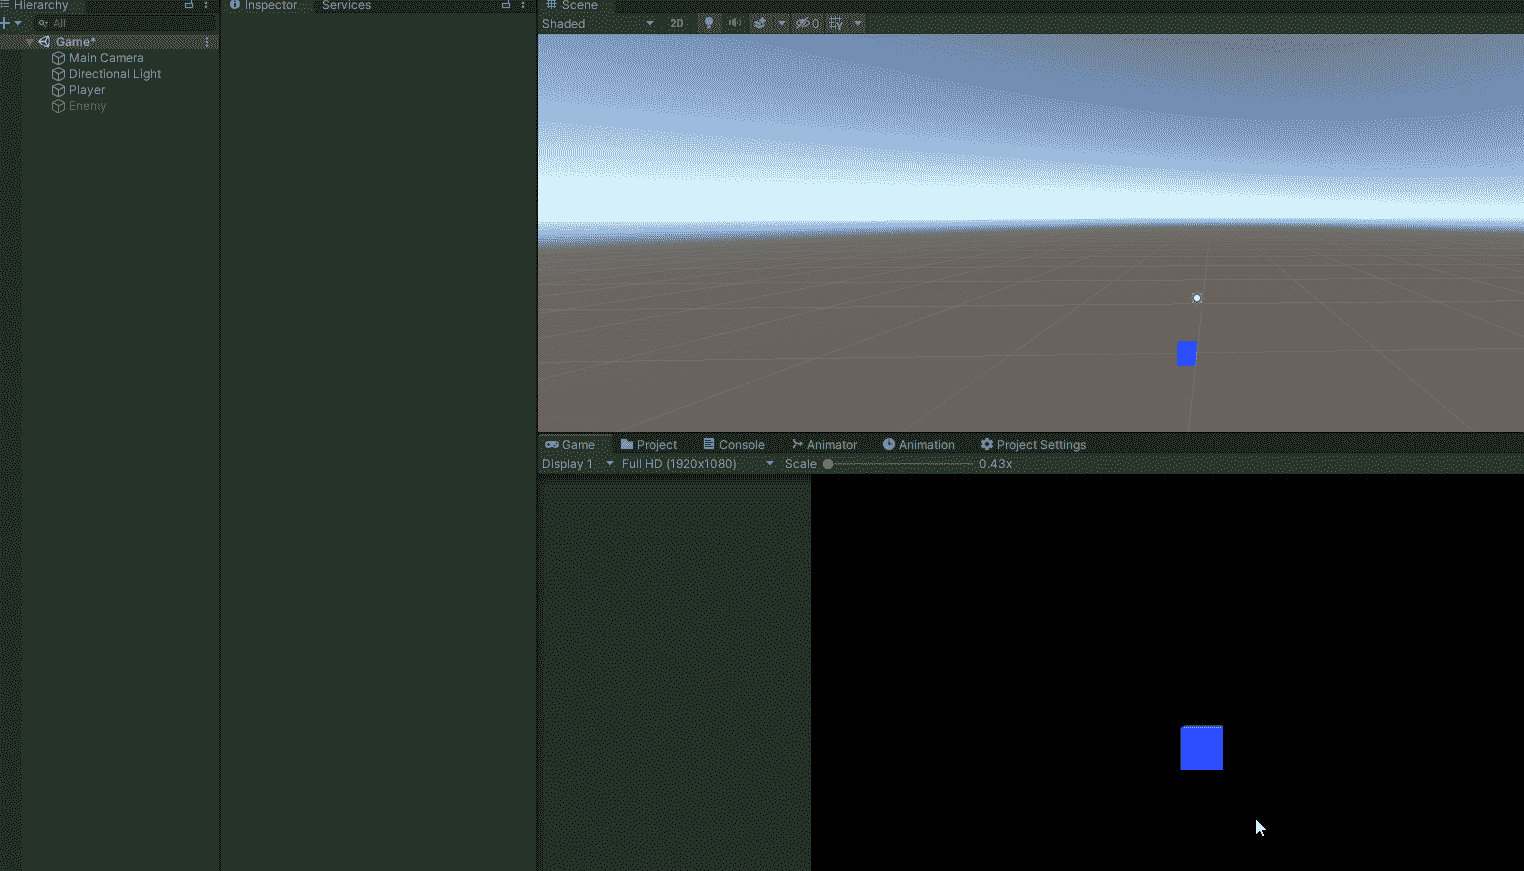 Hierarchy
All
Game*
Main Camera
Directional Light
Player
Enemy
Inspector Services
Scene
Shaded 2D 0
Game Project Console Animator Animation Project Settings
Display 1 Full HD (1920x1080) Scale 0.43x